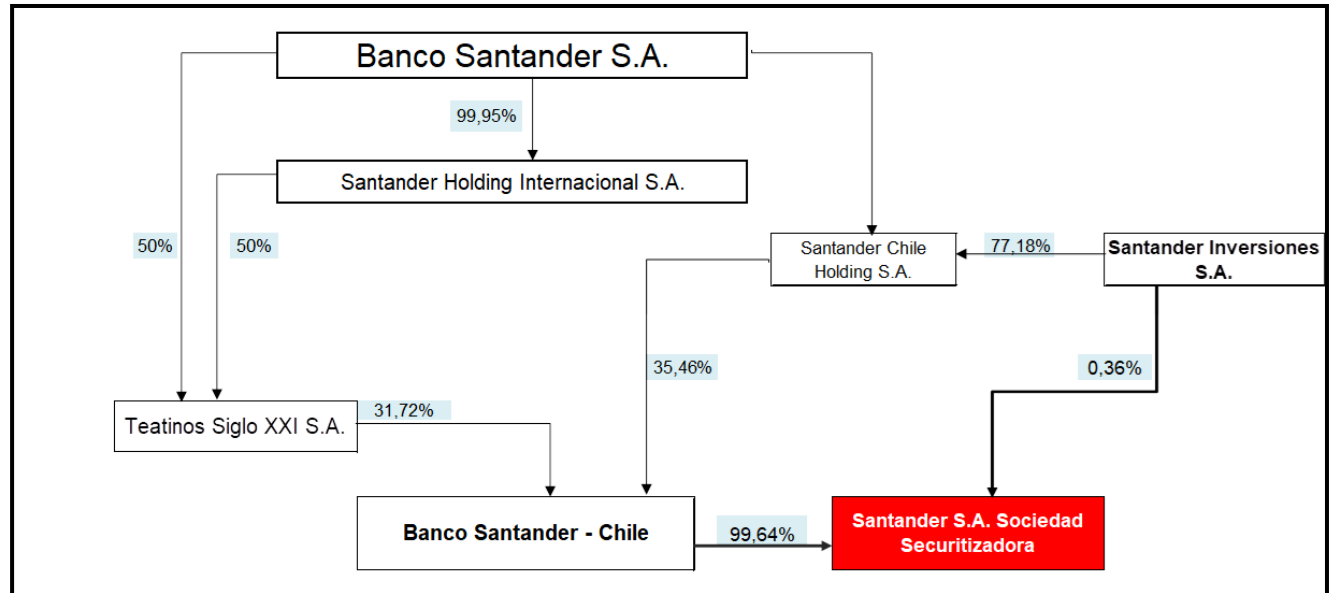 Banco Santander S.A.
99,95%
Santander Holding Internacional S.A.
50%
50%
Santander Chile
Holding S.A.
77,18%
Santander Inversiones
S.A.
35,46%
0,36%
Teatinos Siglo XXI S.A.
31,72%
Banco Santander - Chile
99,64%
Santander S.A. Sociedad
Securitizadora